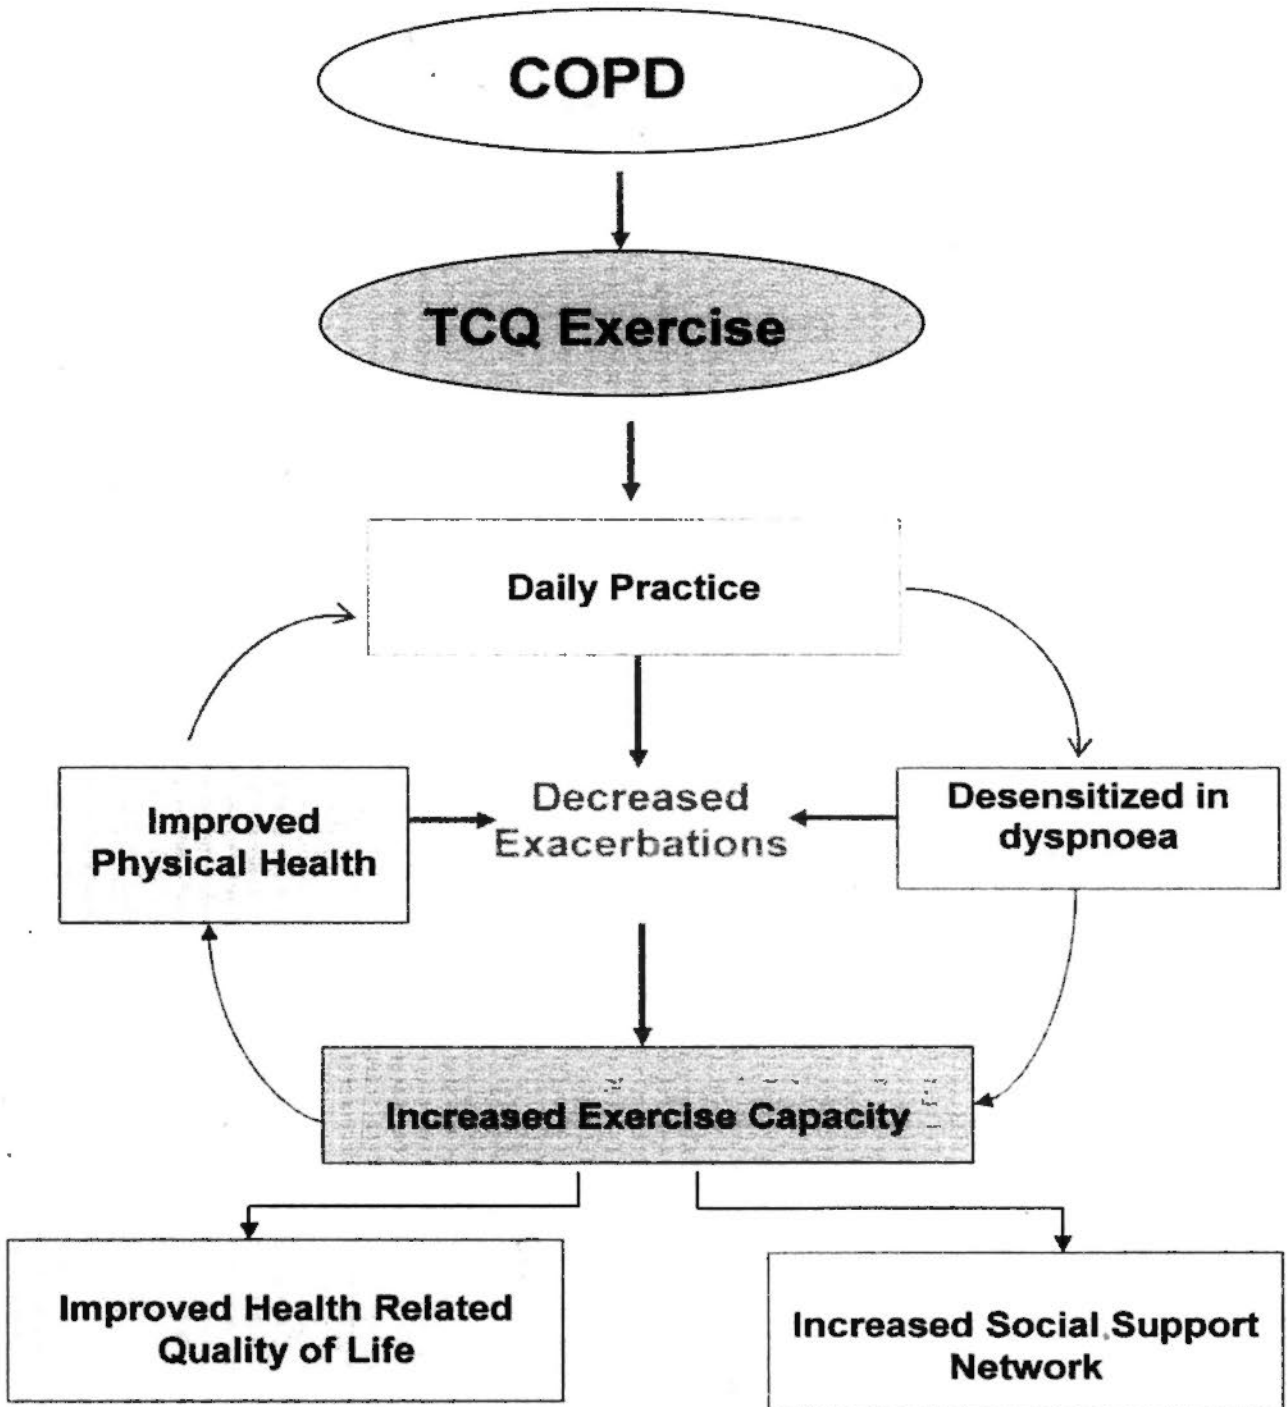 COPD
TCQ Exercise
Daily Practice
Improved
Physical Health
Decreased
Exacerbations
Desensitized in
dyspnoea
Increased Exercise Capacity
Improved Health Related
Quality of Life
Increased Social Support
Network